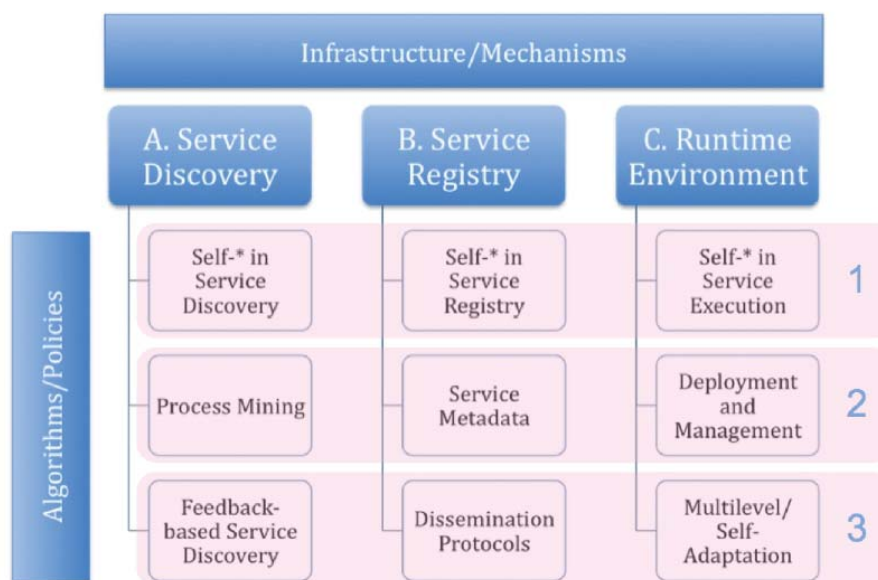 Infrastructure/Mechanisms
A. Service
Discovery
B. Service
Registry
C. Runtime
Environment
Algorithms/Policies
Self-* in
Service
Discovery
Self-* in
Service
Registry
Self-* in
Service
Execution
1
Process Mining
Service
Metadata
Deployment
and
Management
2
Feedback-
based Service
Discovery
Dissemination
Protocols
Multilevel/
Self-
Adaptation
3